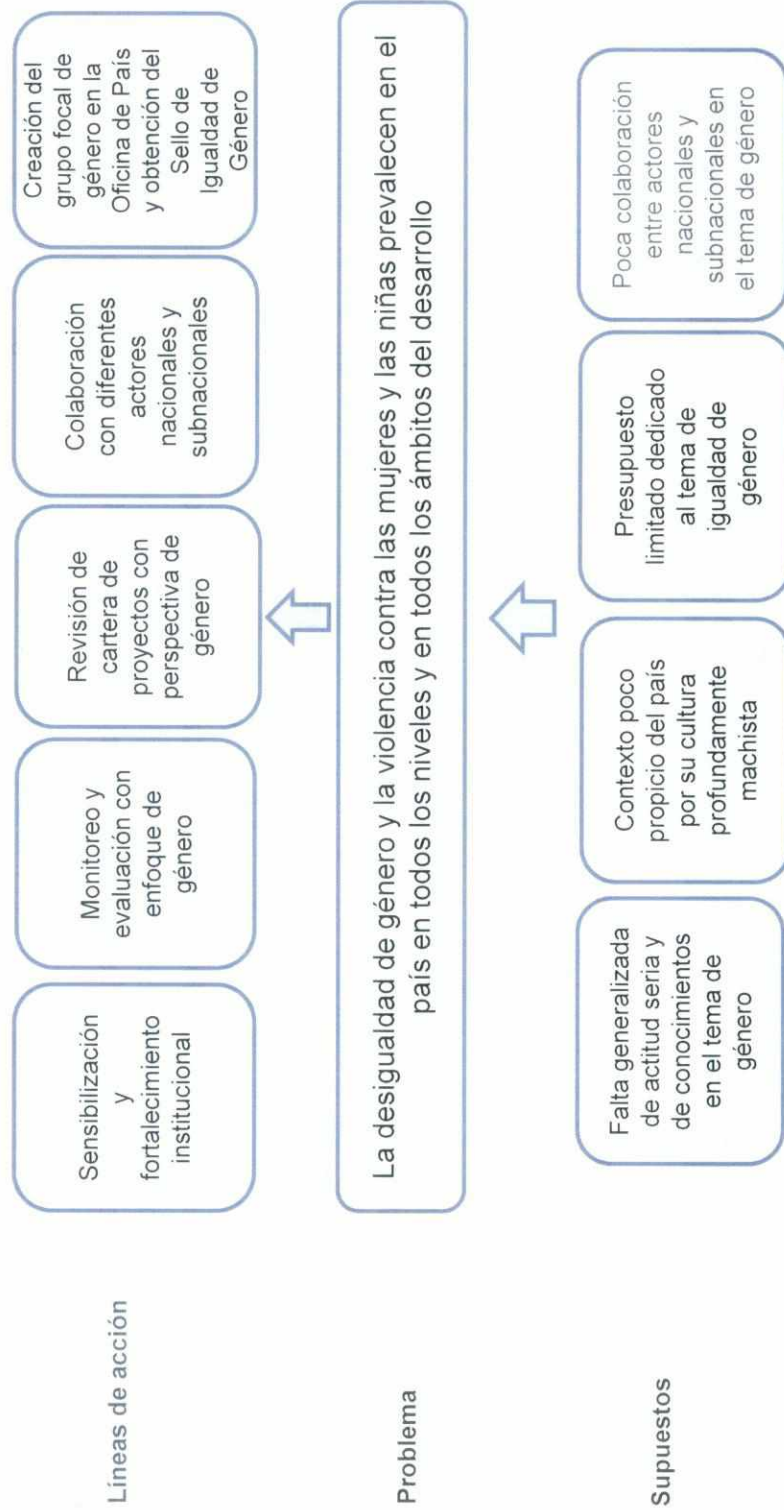 Líneas de acción
Sensibilización
y
fortalecimiento
institucional
Monitoreo y
evaluación con
enfoque de
género
Revisión de
cartera de
proyectos con
perspectiva de
género
Colaboración
con diferentes
actores
nacionales y
subnacionales
Creación del
grupo focal de
género en la
Oficina de País
y obtención del
Sello de
Igualdad de
Género
Problema
La desigualdad de género y la violencia contra las mujeres y las niñas prevalecen en el
país en todos los niveles y en todos los ámbitos del desarrollo
Supuestos
Falta generalizada
de actitud seria y
de conocimientos
en el tema de
género
Contexto poco
propicio del país
por su cultura
profundamente
machista
Presupuesto
limitado dedicado
al tema de
igualdad de
género
Poca colaboración
entre actores
nacionales y
subnacionales en
el tema de género